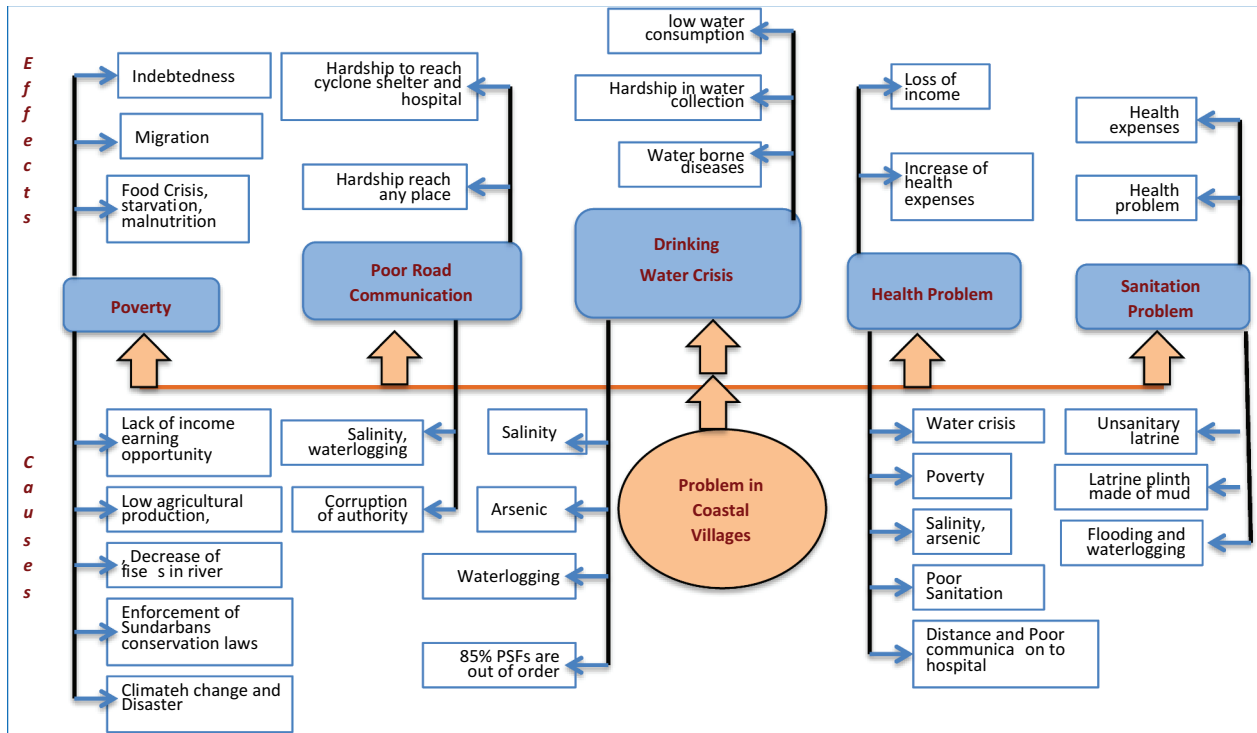 Effects
Indebtedness
Migration
Food Crisis,
starvation,
malnutrition
Hardship to reach
cyclone shelter and
hospital
Hardship reach
any place
low water
consumption
Hardship in water
collection
Water borne
diseases
Loss of
income
Increase of
health
expenses
Health
expenses
Health
problem
Poverty
Poor Road
Communication
Drinking
Water Crisis
Health Problem
Sanitation
Problem
Problem in
Coastal
Villages
Causes
Lack of income
earning
opportunity
Low agricultural
production,
, Decrease of
fise s in river
Enforcement of
Sundarbans
conservation laws
Climateh change and
Disaster
Salinity,
waterlogging
Corruption
of authority
Salinity
Arsenic
Waterlogging
85% PSFs are
out of order
Water crisis
Poverty
Salinity,
arsenic
Poor
Sanitation
Distance and Poor
communica on to
hospital
Unsanitary
latrine
Latrine plinth
made of mud
Flooding and
waterlogging